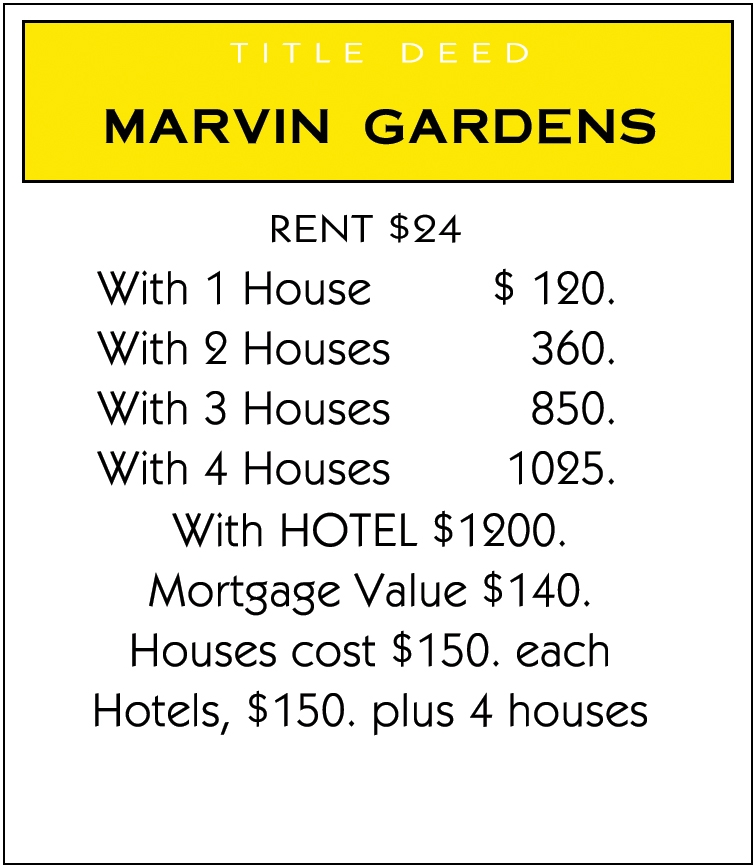 TITLE DEED
MARVIN GARDENS
RENT $24
With 1 House $ 120.
With 2 Houses 360.
With 3 Houses 850.
With 4 Houses 1025.
With HOTEL $1200.
Mortgage Value $140.
Houses cost $150. each
Hotels, $150. plus 4 houses